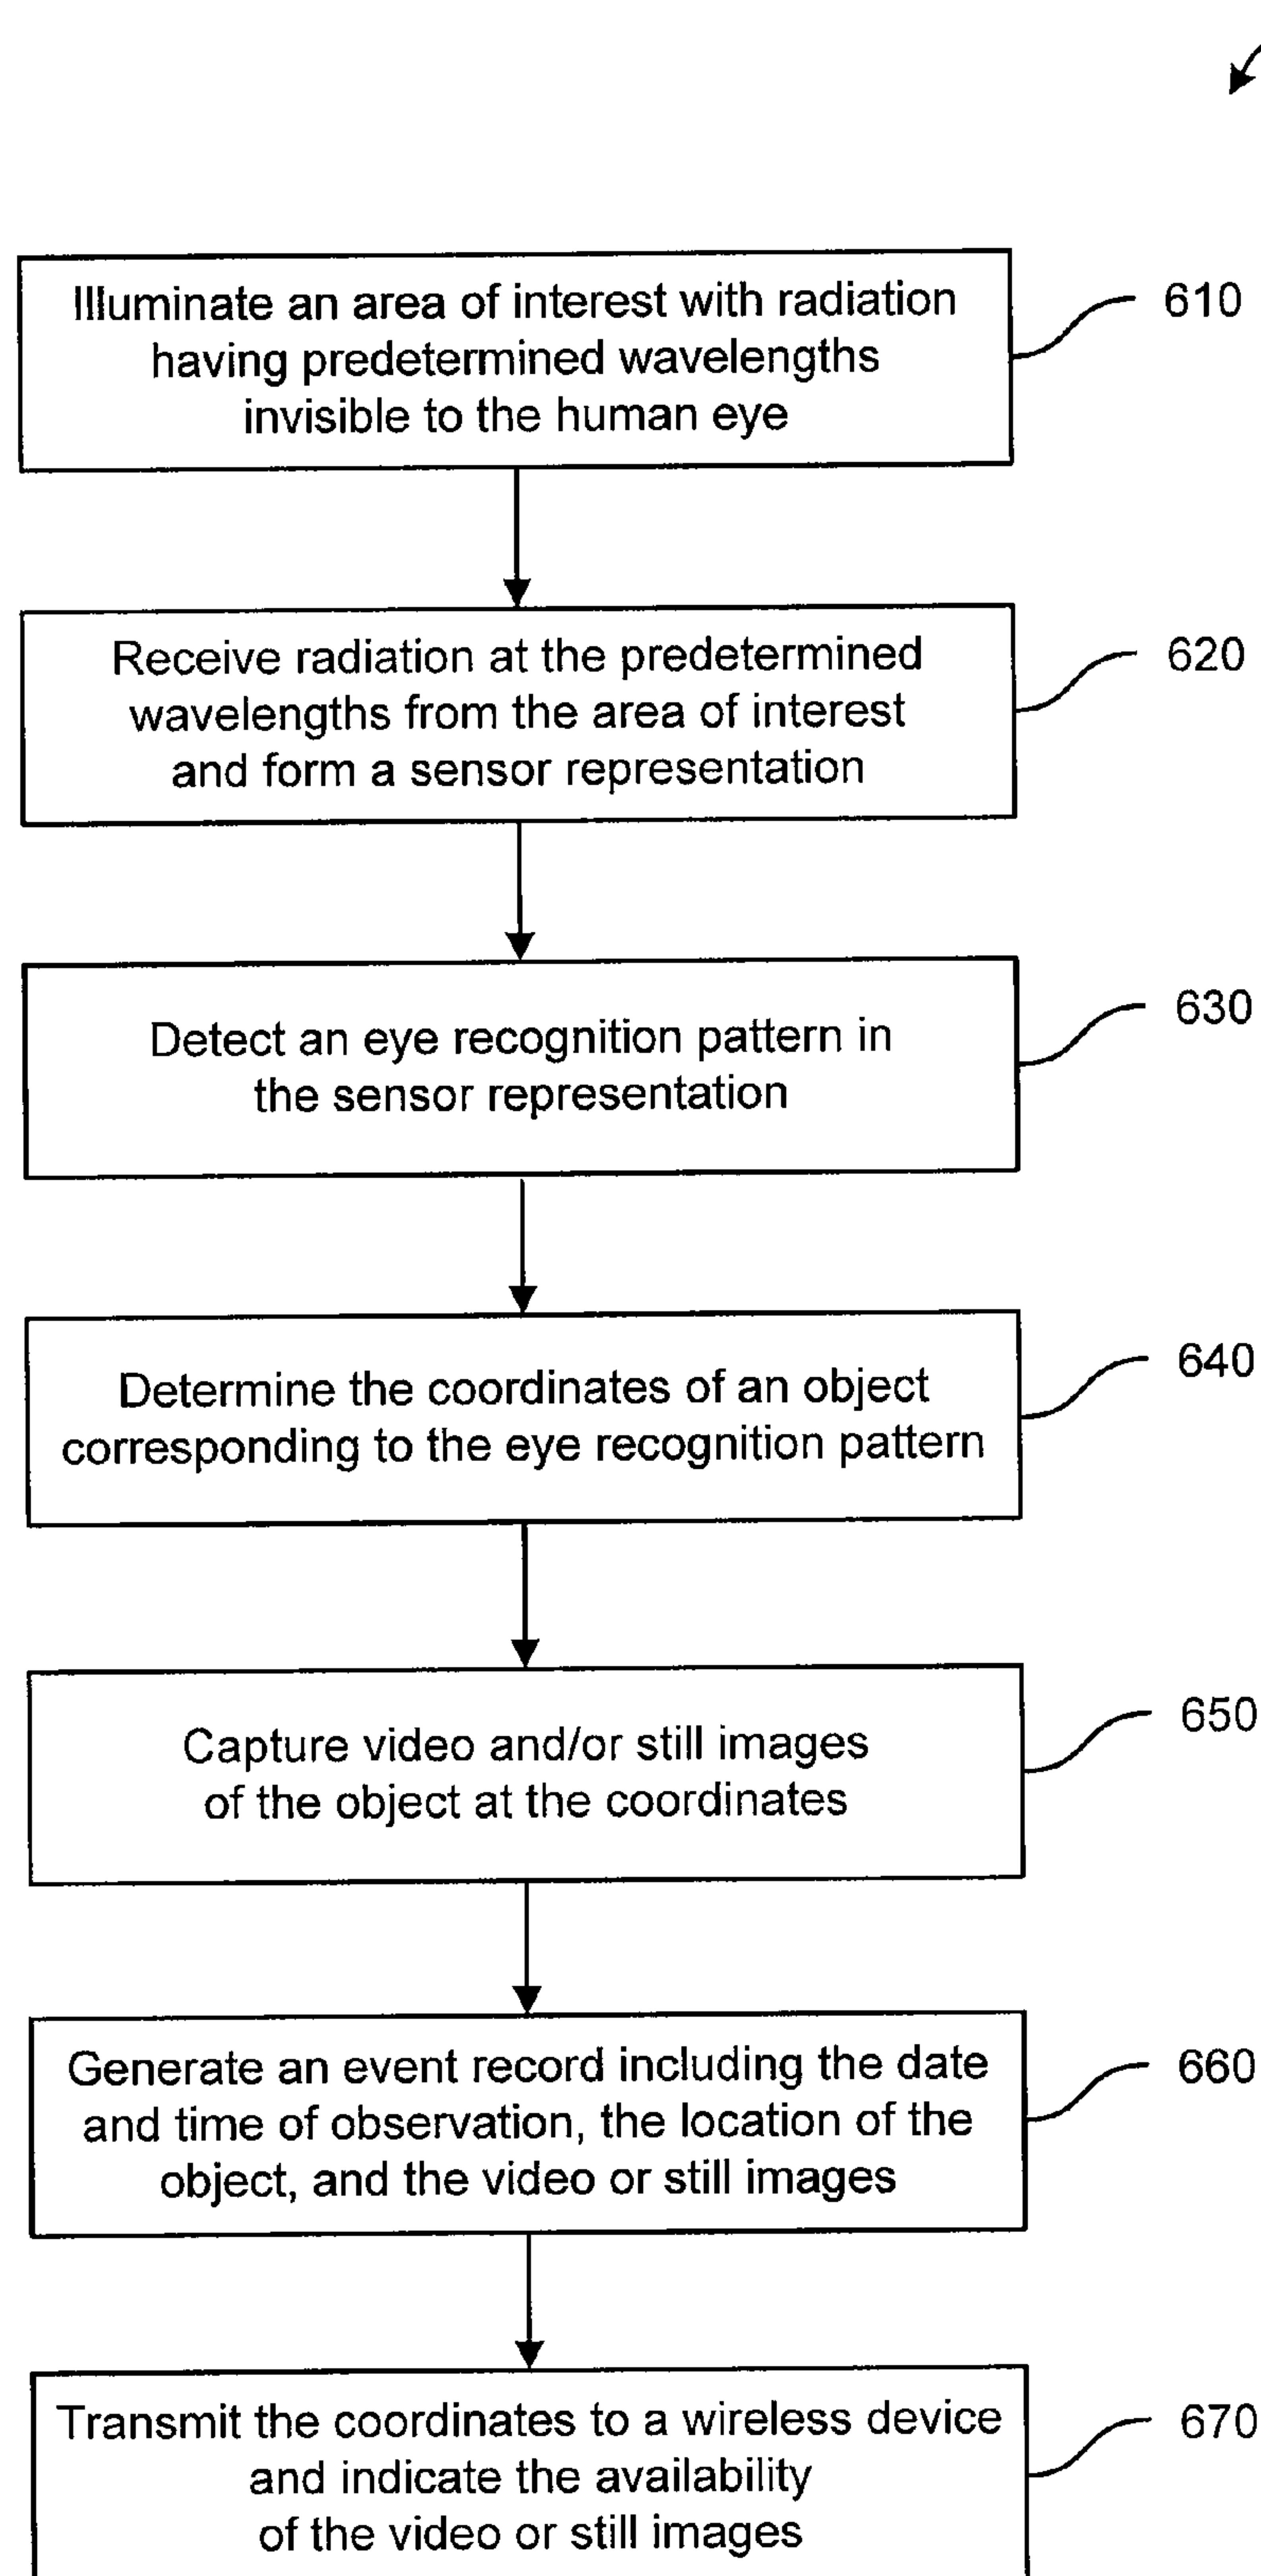 Illuminate an area of interest with radiation
having predetermined wavelengths
invisible to the human eye
610
Receive radiation at the predetermined
wavelengths from the area of interest
and form a sensor representation
620
Detect an eye recognition pattern in
the sensor representation
630
Determine the coordinates of an object
corresponding to the eye recognition pattern
640
Capture video and/or still images
of the object at the coordinates
650
Generate an event record including the date
and time of observation, the location of the
object, and the video or still images
660
Transmit the coordinates to a wireless device
and indicate the availability
of the video or still images
670